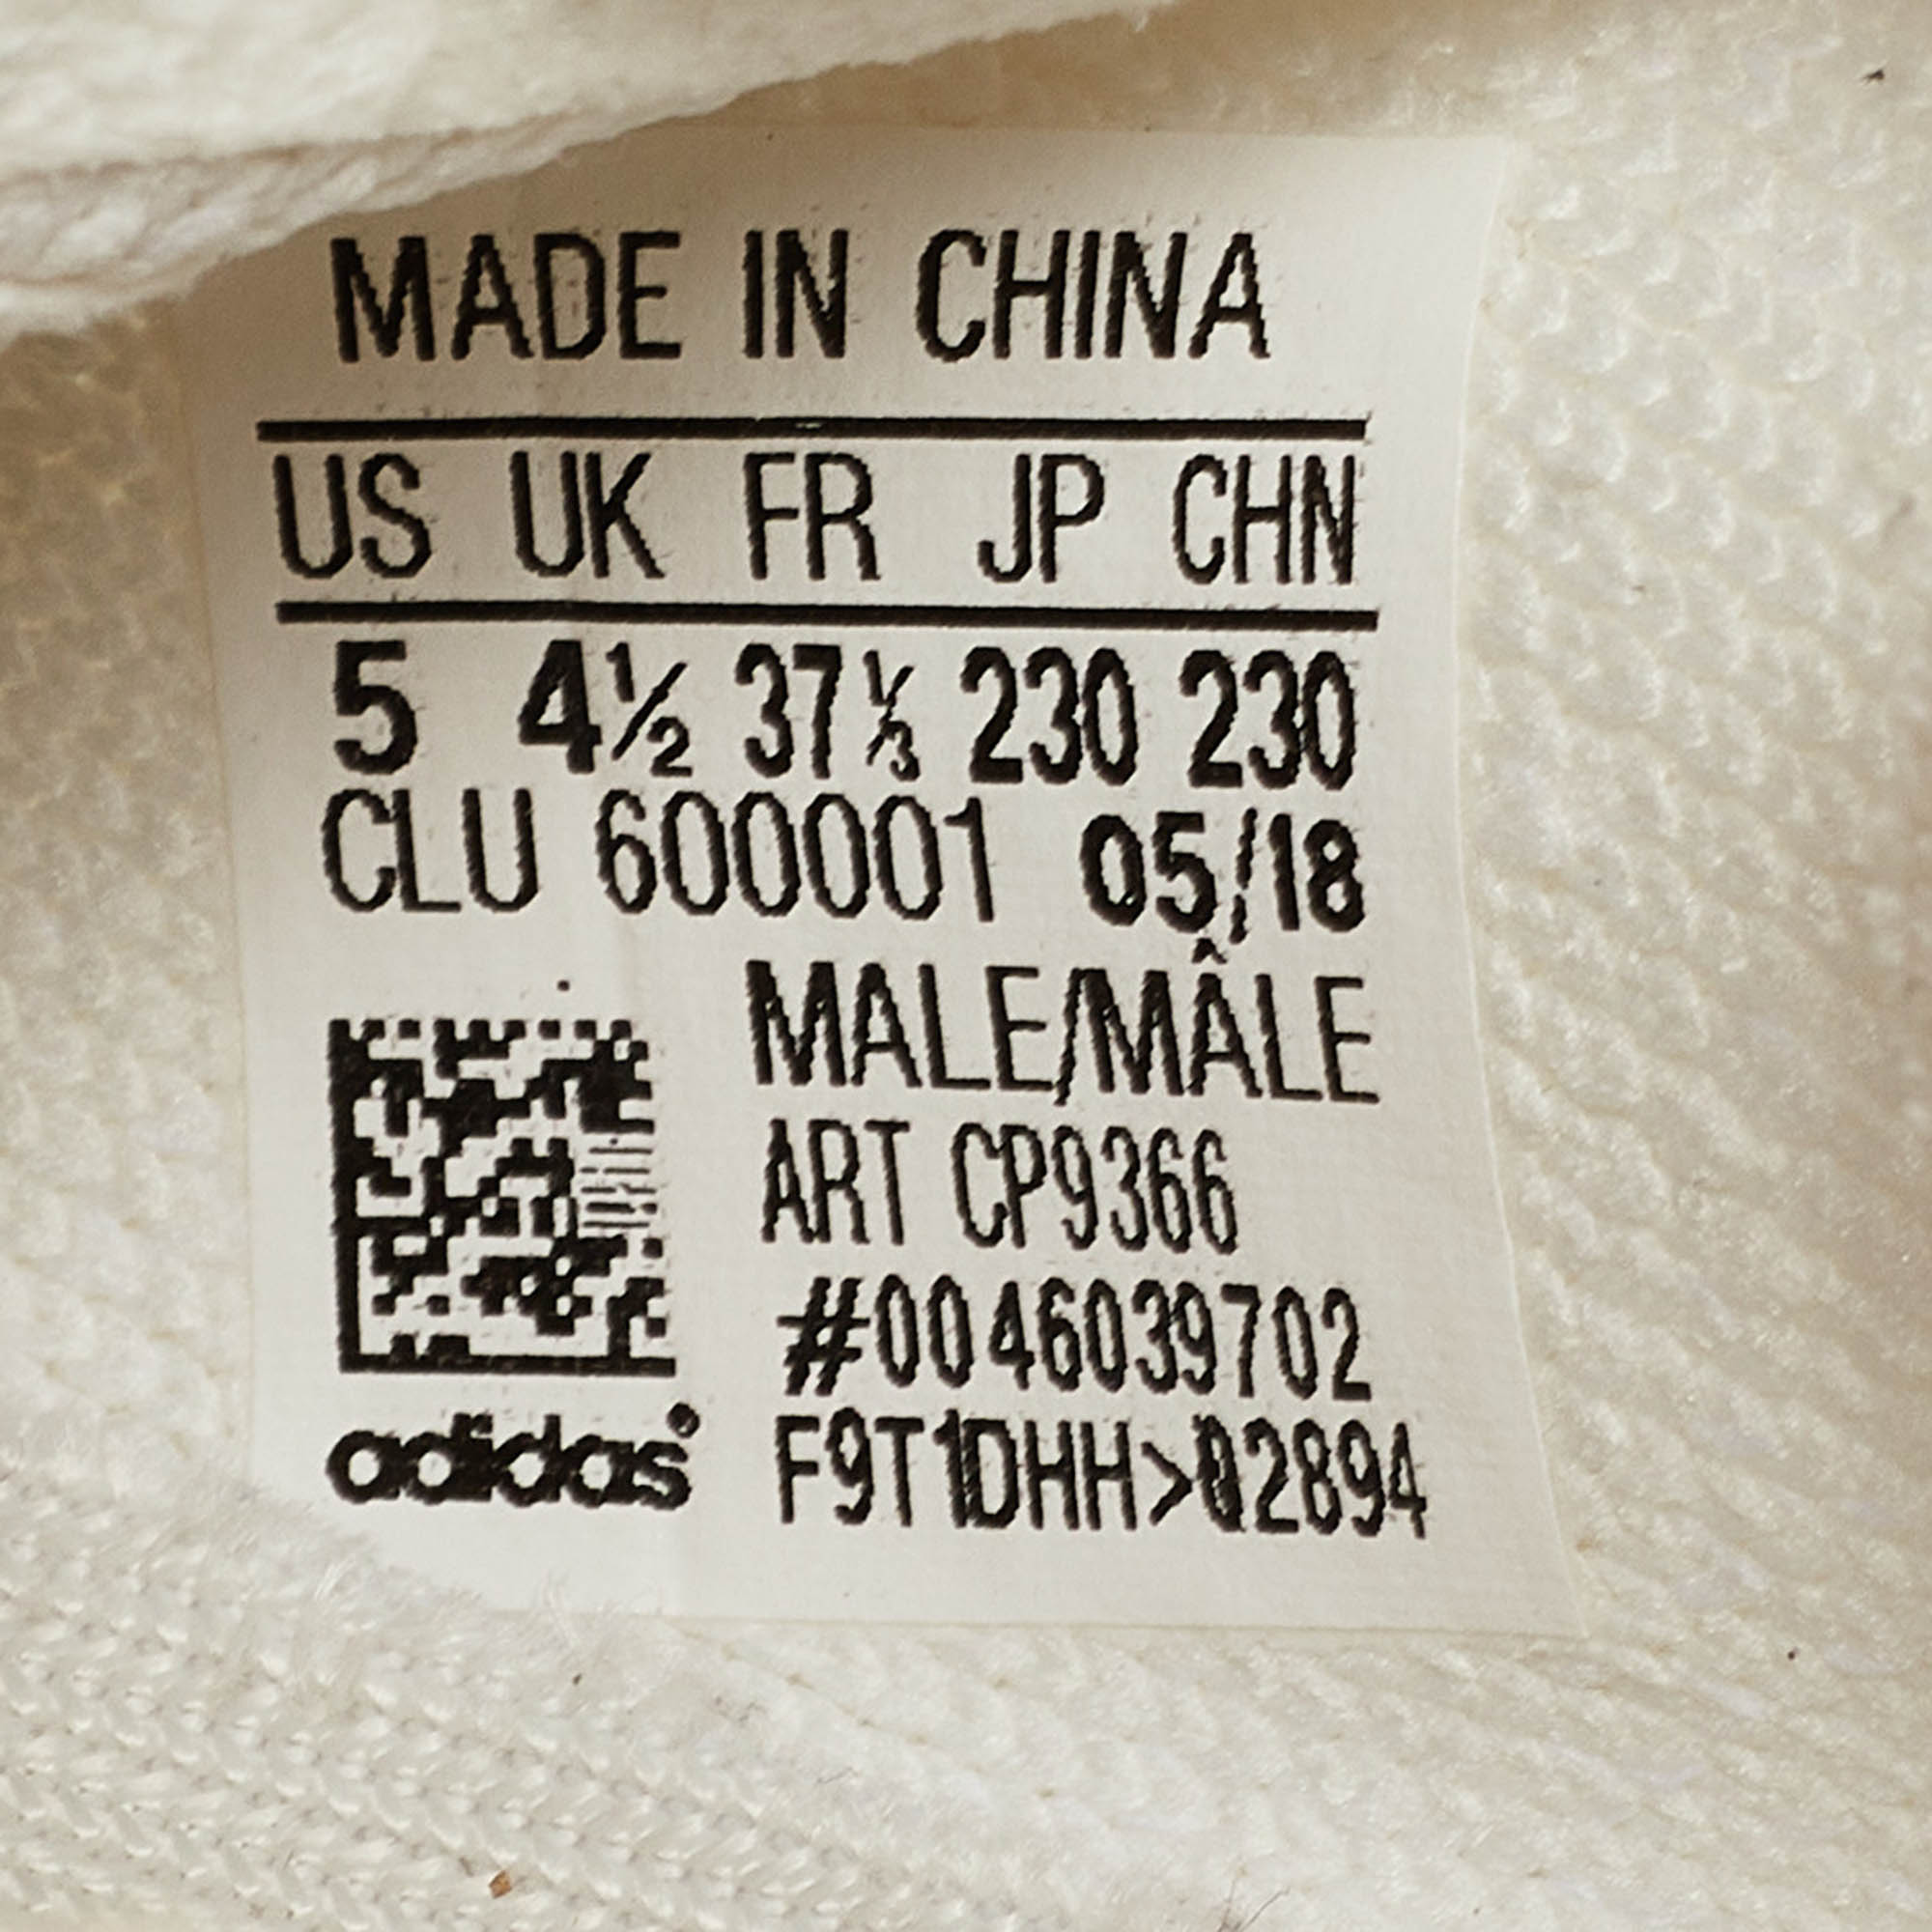 MADE IN CHINA
US UK FR JP CHN
5 4½ 37⅓ 230 230
CLU 600001 05/18
MALE/MÂLE
ART CP9366
#0046039702
adidas
F9T1DHH>02894